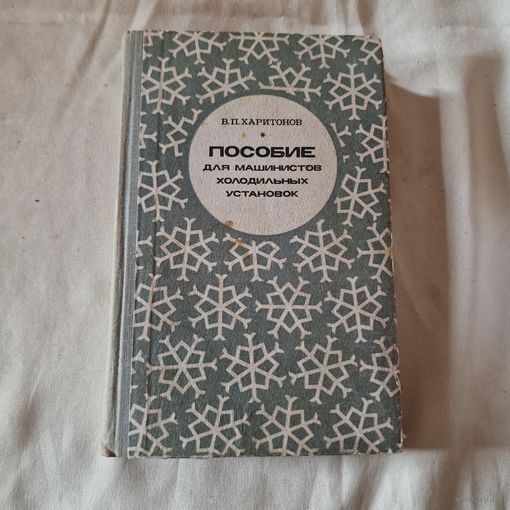 В.П. ХАРИТОНОВ
*
ПОСОБИЕ
ДЛЯ МАШИНИСТОВ
ХОЛОДИЛЬНЫХ
УСТАНОВОК